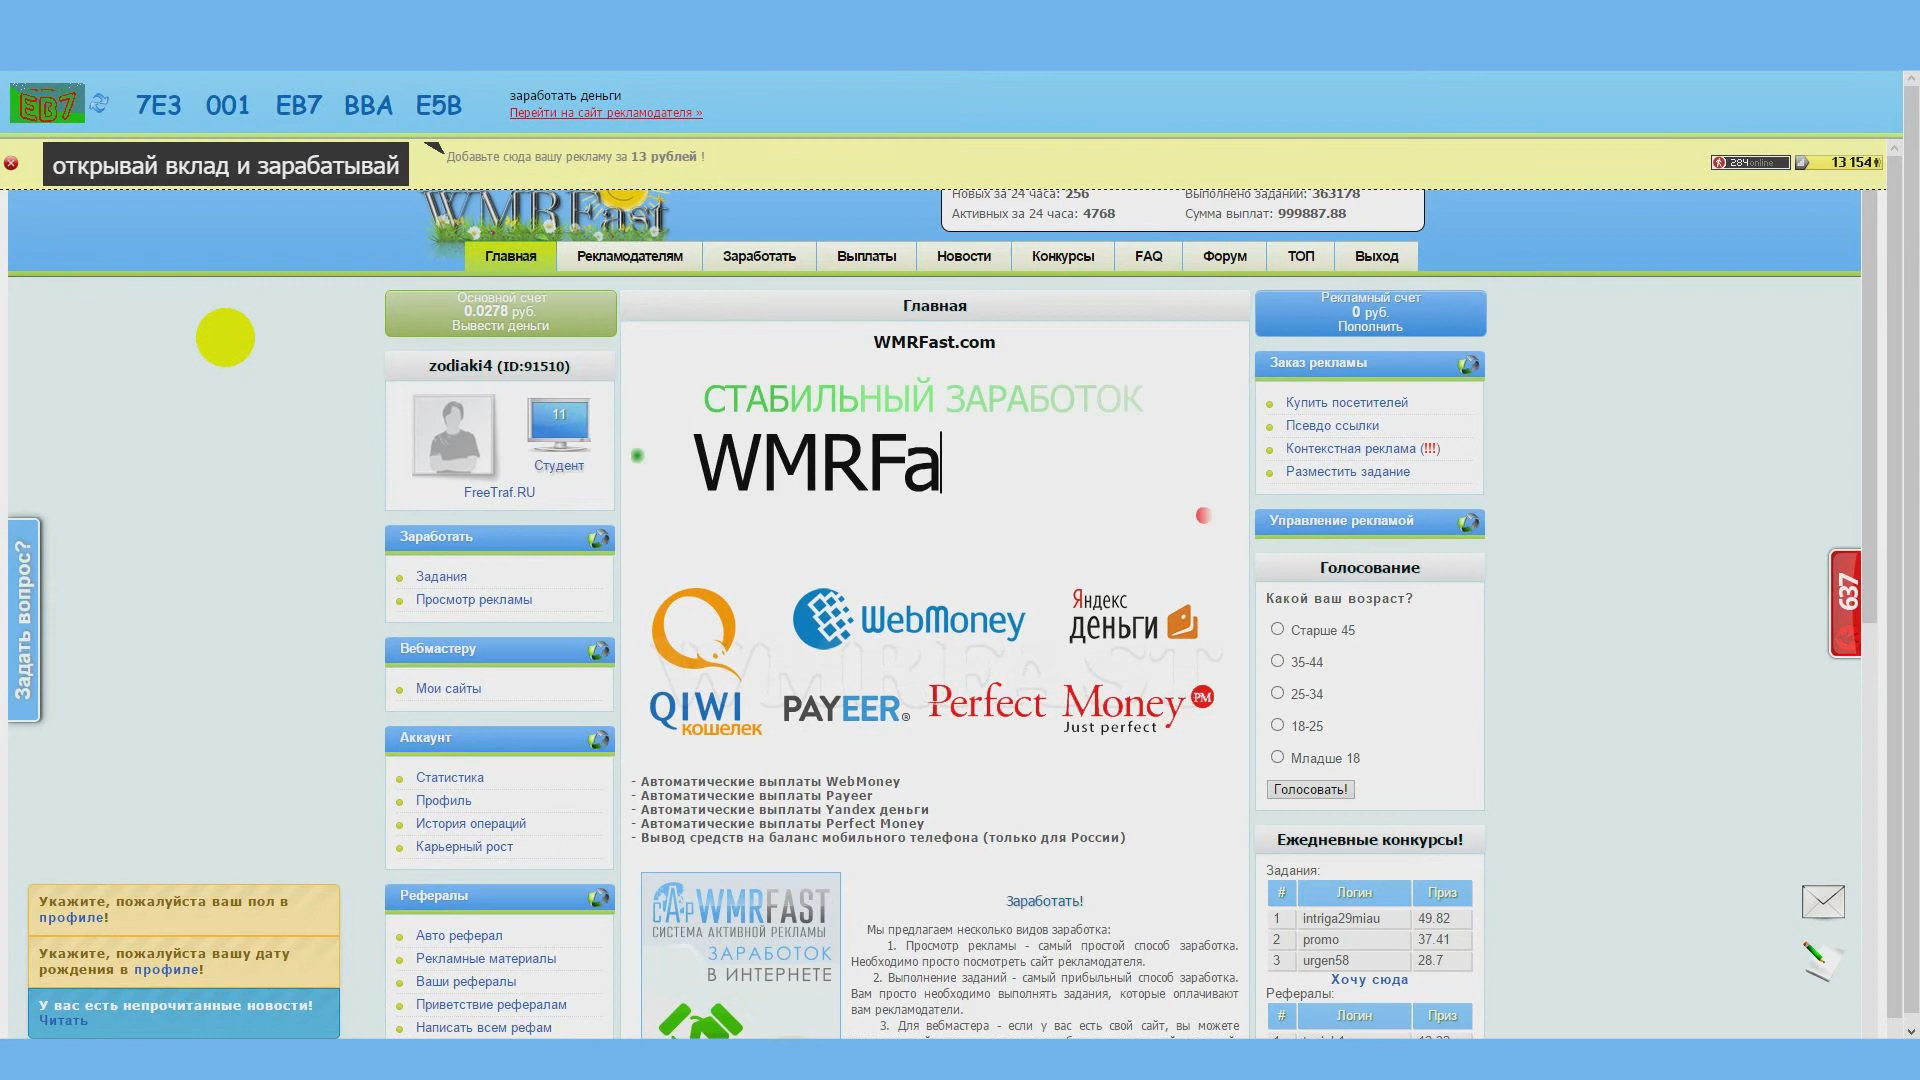 EB7
7E3 001 EB7 BBA E5B
заработать деньги
Перейти на сайт рекламодателя »
открывай вклад и зарабатывай
Добавьте сюда вашу рекламу за 13 рублей !
284 online
13 154
WMRFast
Новых за 24 часа: 256
Активных за 24 часа: 4768
Выполнено заданий: 363178
Сумма выплат: 999887.88
Главная
Рекламодателям
Заработать
Выплаты
Новости
Конкурсы
FAQ
Форум
ТОП
Выход
Основной счет
0.0278 руб.
Вывести деньги
zodiaki4 (ID:91510)
11
Студент
FreeTraf.RU
Заработать
Задания
Просмотр рекламы
Вебмастеру
Мои сайты
Аккаунт
Статистика
Профиль
История операций
Карьерный рост
Рефералы
Авто реферал
Рекламные материалы
Ваши рефералы
Приветствие рефералам
Написать всем рефам
Задать вопрос?
Укажите, пожалуйста ваш пол в
профиле!
Укажите, пожалуйста вашу дату
рождения в профиле!
У вас есть непрочитанные новости!
Читать
Главная
WMRFast.com
СТАБИЛЬНЫЙ ЗАРАБОТОК
WMRFa
WMRFAST
QIWI
кошелек
WebMoney
Яндекс
деньги
PAYEER®
Perfect Money PM
Just perfect
- Автоматические выплаты WebMoney
- Автоматические выплаты Payeer
- Автоматические выплаты Yandex деньги
- Автоматические выплаты Perfect Money
- Вывод средств на баланс мобильного телефона (только для России)
сАр WMRFAST
СИСТЕМА АКТИВНОЙ РЕКЛАМЫ
ЗАРАБОТОК
В ИНТЕРНЕТЕ
Заработать!
Мы предлагаем несколько видов заработка:
1. Просмотр рекламы - самый простой способ заработка.
Необходимо просто посмотреть сайт рекламодателя.
2. Выполнение заданий - самый прибыльный способ заработка.
Вам просто необходимо выполнять задания, которые оплачивают
вам рекламодатели.
3. Для вебмастера - если у вас есть свой сайт, вы можете
Рекламный счет
0 руб.
Пополнить
Заказ рекламы
Купить посетителей
Псевдо ссылки
Контекстная реклама (!!!)
Разместить задание
Управление рекламой
Голосование
Какой ваш возраст?
Старше 45
35-44
25-34
18-25
Младше 18
Голосовать!
Ежедневные конкурсы!
Задания:
# Логин Приз
1 intriga29miau 49.82
2 promo 37.41
3 urgen58 28.7
Хочу сюда
Рефералы:
# Логин Приз
637